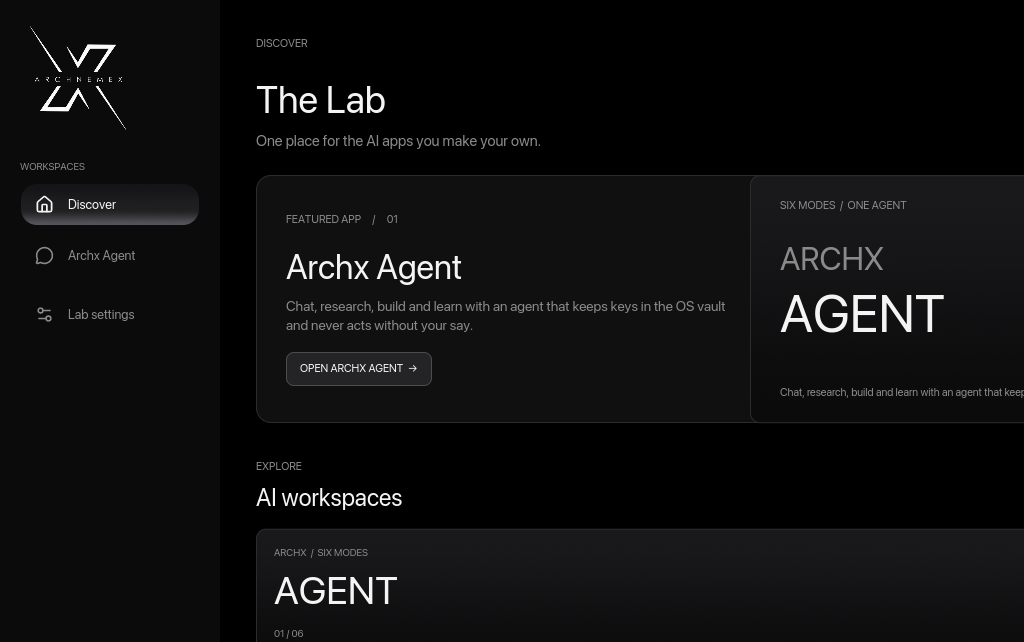 ARCHNEMEX
WORKSPACES
Discover
Archx Agent
Lab settings
DISCOVER
The Lab
One place for the AI apps you make your own.
FEATURED APP / 01
Archx Agent
Chat, research, build and learn with an agent that keeps keys in the OS vault
and never acts without your say.
OPEN ARCHX AGENT →
SIX MODES / ONE AGENT
ARCHX
AGENT
Chat, research, build and learn with an agent that keep
EXPLORE
AI workspaces
ARCHX / SIX MODES
AGENT
01 / 06